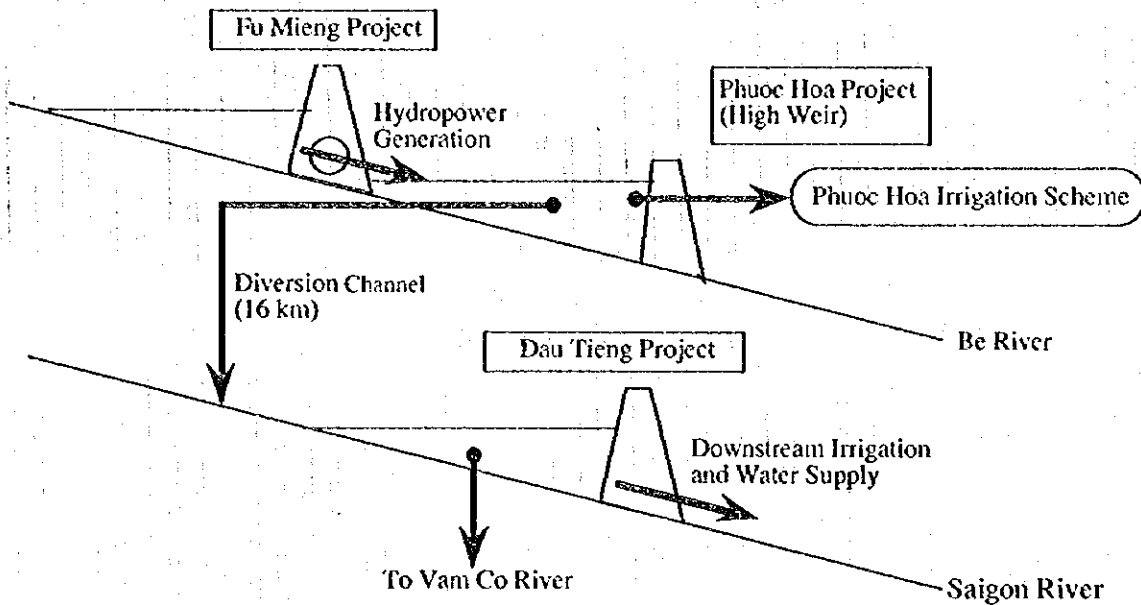 Fu Mieng Project
Hydropower
Generation
Phuoc Hoa Project
(High Weir)
Phuoc Hoa Irrigation Scheme
Diversion Channel
(16 km)
Be River
Dau Tieng Project
Downstream Irrigation
and Water Supply
To Vam Co River
Saigon River